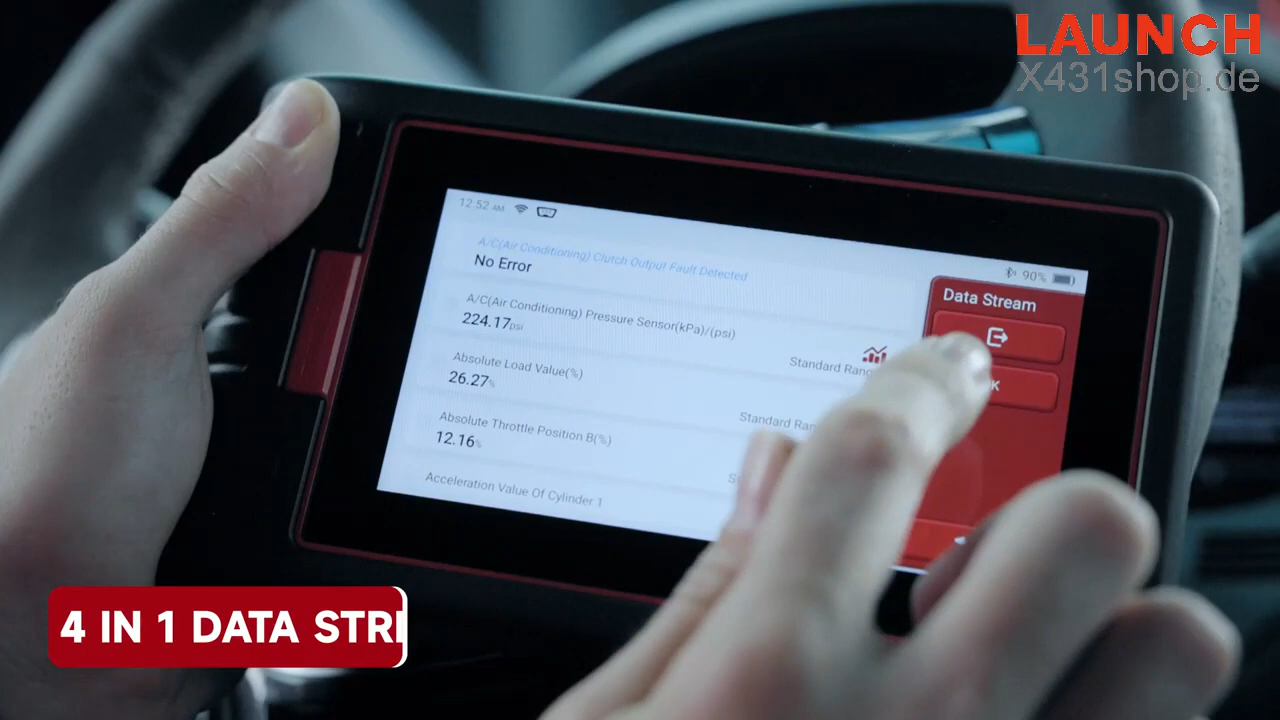 LAUNCH
X431shop.de
12:52 AM
90%
A/C(Air Conditioning) Clutch Output Fault Detected
No Error
Data Stream
A/C(Air Conditioning) Pressure Sensor(kPa)/(psi)
224.17psi
Standard Rang
Absolute Load Value(%)
26.27%
Standard Ran
Absolute Throttle Position B(%)
12.16%
Acceleration Value Of Cylinder 1
4 IN 1 DATA STRE